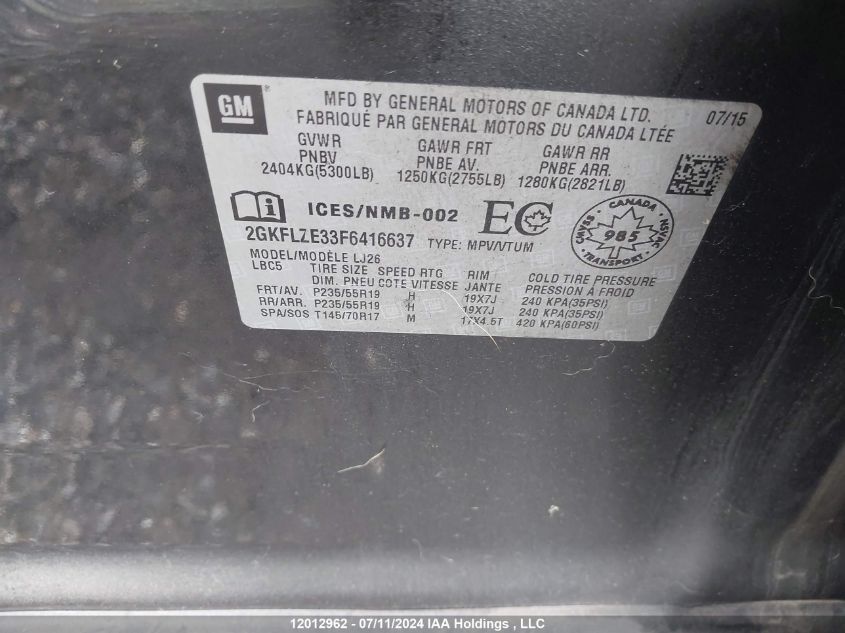 GM
MFD BY GENERAL MOTORS OF CANADA LTD. 07/15
FABRIQUÉ PAR GENERAL MOTORS DU CANADA LTÉE
GVWR GAWR FRT GAWR RR
PNBV PNBE AV. PNBE ARR.
2404KG(5300LB) 1250KG(2755LB) 1280KG(2821LB)
ICES/NMB-002 EC
CANADA CMVSS 985 NSVAC TRANSPORT
2GKFLZE33F6416637 TYPE: MPV/VTUM
MODEL/MODÈLE LJ26
LBC5 TIRE SIZE SPEED RTG RIM COLD TIRE PRESSURE
DIM. PNEU COTE VITESSE JANTE PRESSION À FROID
FRT/AV. P235/55R19 H 19X7J 240 KPA(35PSI)
RR/ARR. P235/55R19 H 19X7J 240 KPA(35PSI)
SPA/SOS T145/70R17 M 17X4.5T 420 KPA(60PSI)
12012962 - 07/11/2024 IAA Holdings , LLC